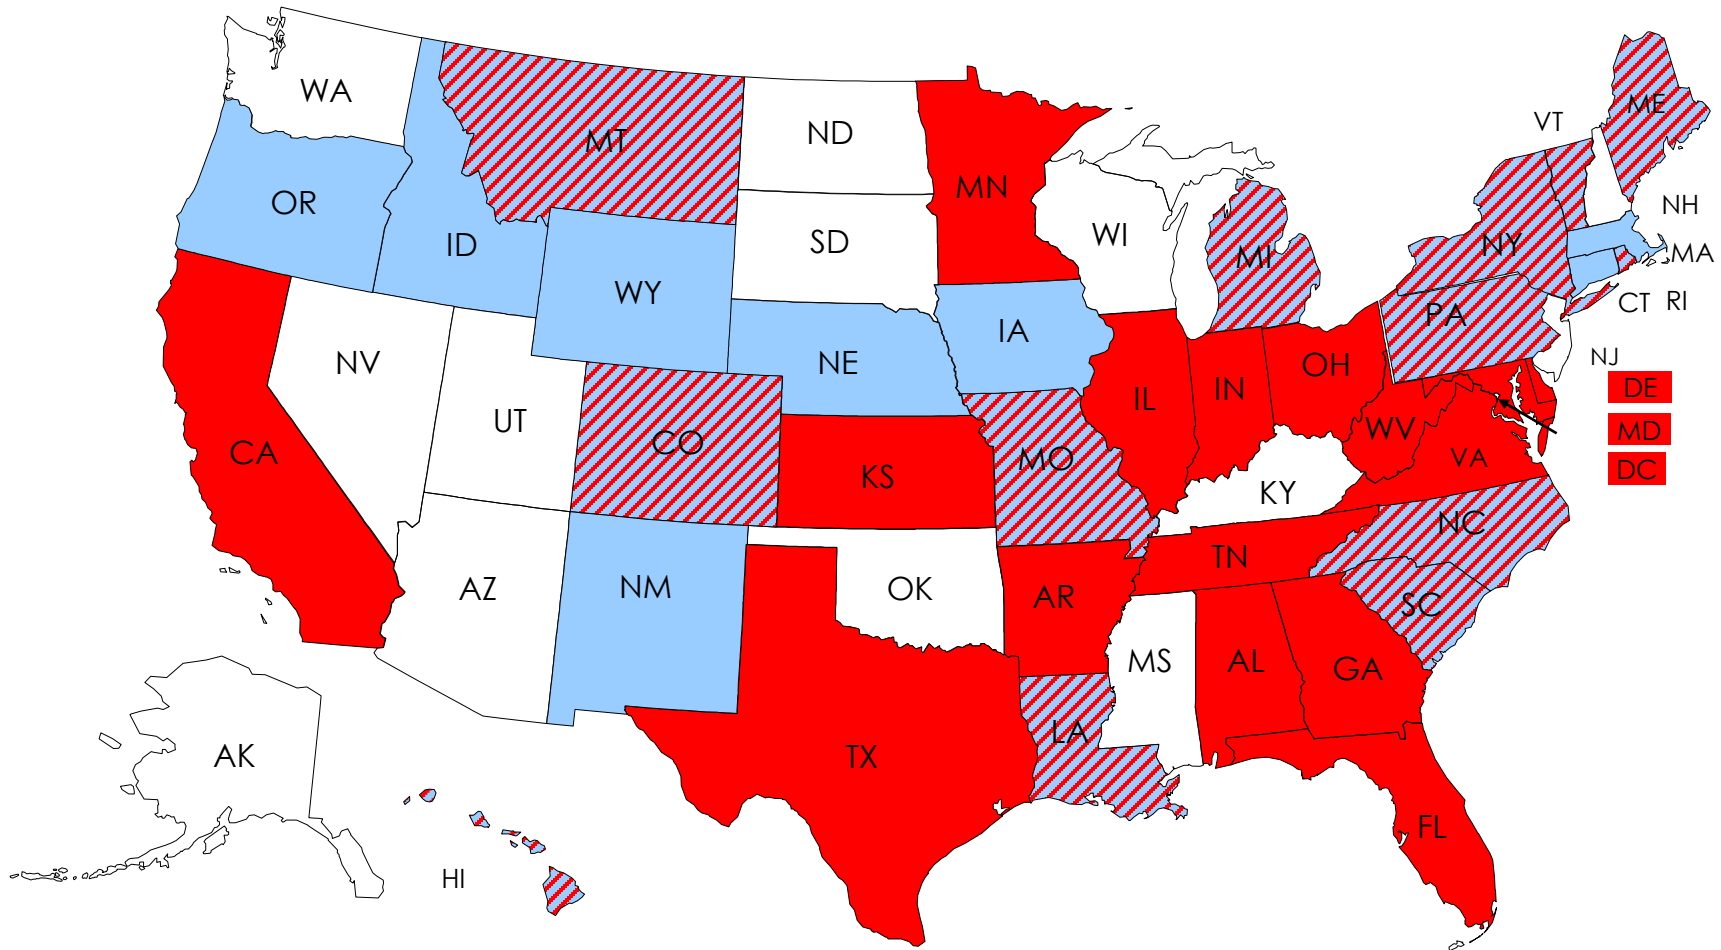 WA
MT
ND
MN
VT
ME
OR
ID
SD
WI
MI
NY
NH
MA
WY
IA
PA
CT
RI
NV
NE
IL
IN
OH
NJ
DE
UT
CO
KS
MO
WV
VA
MD
DC
CA
KY
NC
AZ
NM
OK
AR
TN
SC
MS
AL
GA
AK
TX
LA
FL
HI